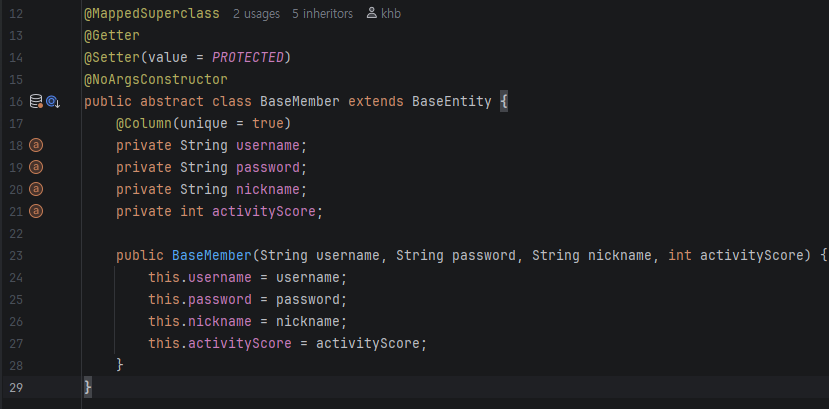 12 @MappedSuperclass 2 usages 5 inheritors khb
13 @Getter
14 @Setter(value = PROTECTED)
15 @NoArgsConstructor
16 public abstract class BaseMember extends BaseEntity {
17 @Column(unique = true)
18 a private String username;
19 a private String password;
20 a private String nickname;
21 a private int activityScore;
22
23 public BaseMember(String username, String password, String nickname, int activityScore) {
24 this.username = username;
25 this.password = password;
26 this.nickname = nickname;
27 this.activityScore = activityScore;
28 }
29 }